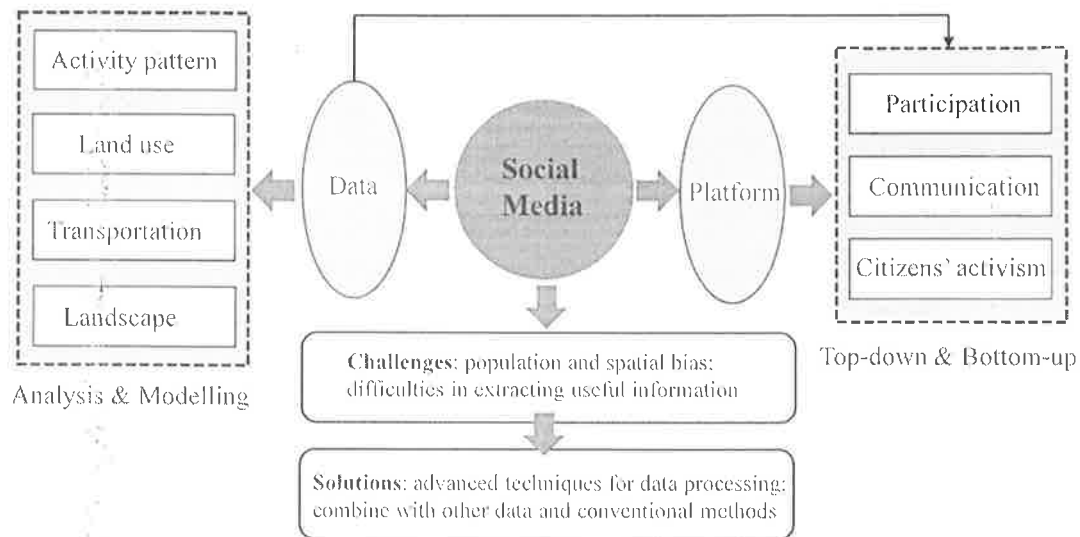 Activity pattern
Land use
Transportation
Landscape
Analysis & Modelling
Data
Social
Media
Platform
Participation
Communication
Citizens' activism
Top-down & Bottom-up
Challenges: population and spatial bias;
difficulties in extracting useful information
Solutions: advanced techniques for data processing;
combine with other data and conventional methods